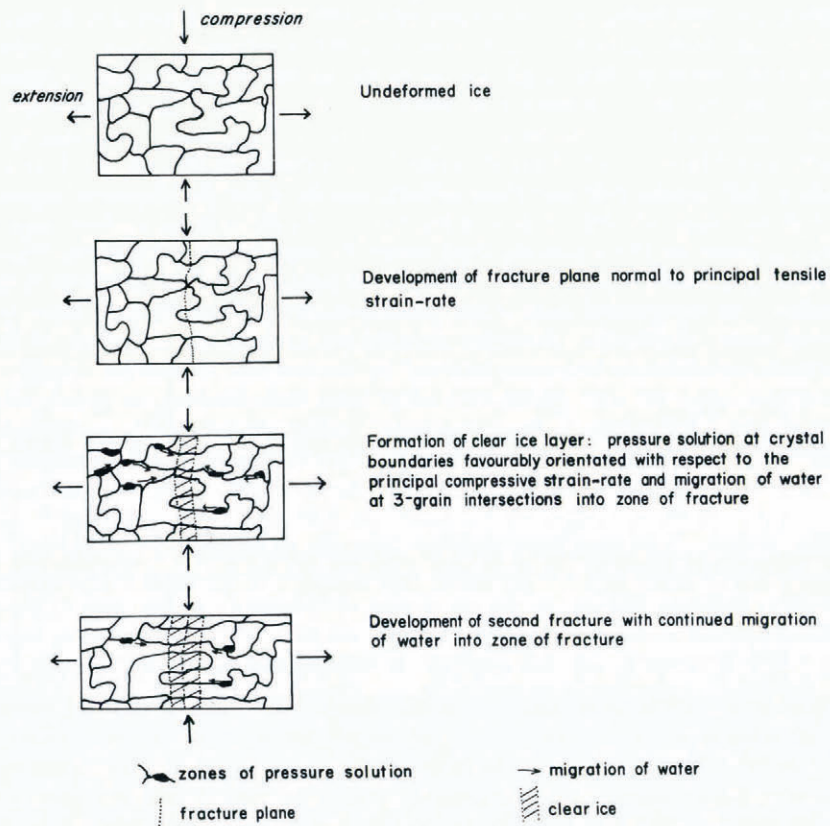 compression
extension
Undeformed ice
Development of fracture plane normal to principal tensile
strain-rate
Formation of clear ice layer: pressure solution at crystal
boundaries favourably orientated with respect to the
principal compressive strain-rate and migration of water
at 3-grain intersections into zone of fracture
Development of second fracture with continued migration
of water into zone of fracture
zones of pressure solution
migration of water
fracture plane
clear ice